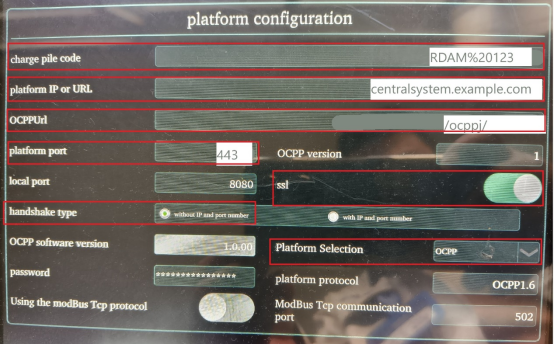 platform configuration
charge pile code RDAM%20123
platform IP or URL centralsystem.example.com
OCPPUrl /ocppj/
platform port 443 OCPP version 1
local port 8080 ssl
handshake type without IP and port number with IP and port number
OCPP software version 1.0.00 Platform Selection OCPP
password **************** platform protocol OCPP1.6
Using the modBus Tcp protocol ModBus Tcp communication port 502